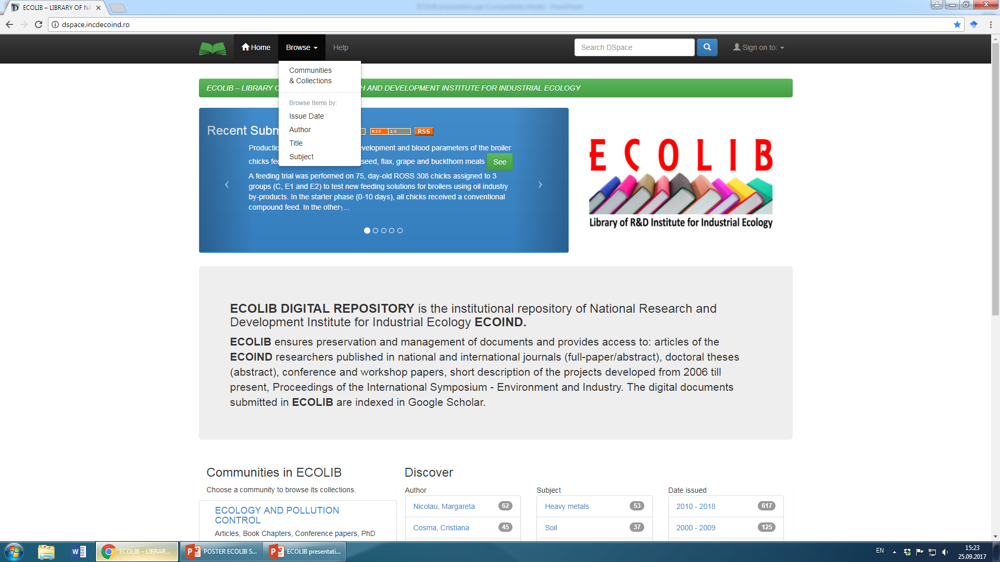 ECOLIB – LIBRARY OF NA
dspace.incdecoind.ro
Home Browse Help
Search DSpace
Sign on to:
Communities
& Collections
Browse Items by:
Issue Date
Author
Title
Subject
ECOLIB – LIBRARY O H AND DEVELOPMENT INSTITUTE FOR INDUSTRIAL ECOLOGY
Recent Subm
RSS 2.0 RSS
Productio velopment and blood parameters of the broiler
chicks fe seed, flax, grape and buckthorn meals See
A feeding trial was performed on 75, day-old ROSS 308 chicks assigned to 3
groups (C, E1 and E2) to test new feeding solutions for broilers using oil industry
by-products. In the starter phase (0-10 days), all chicks received a conventional
compound feed. In the other ...
ECOLIB
Library of R&D Institute for Industrial Ecology
ECOLIB DIGITAL REPOSITORY is the institutional repository of National Research and
Development Institute for Industrial Ecology ECOIND.
ECOLIB ensures preservation and management of documents and provides access to: articles of the
ECOIND researchers published in national and international journals (full-paper/abstract), doctoral theses
(abstract), conference and workshop papers, short description of the projects developed from 2006 till
present, Proceedings of the International Symposium - Environment and Industry. The digital documents
submitted in ECOLIB are indexed in Google Scholar.
Communities in ECOLIB
Choose a community to browse its collections.
ECOLOGY AND POLLUTION
CONTROL
Articles, Book Chapters, Conference papers, PhD
Discover
Author
Nicolau, Margareta 62
Cosma, Cristiana 45
Subject
Heavy metals 53
Soil 37
Date issued
2010 - 2018 617
2000 - 2009 125
ECOLIB – LIBRAR...
POSTER ECOLIB S...
ECOLIB presentati...
EN
15:23
25.09.2017